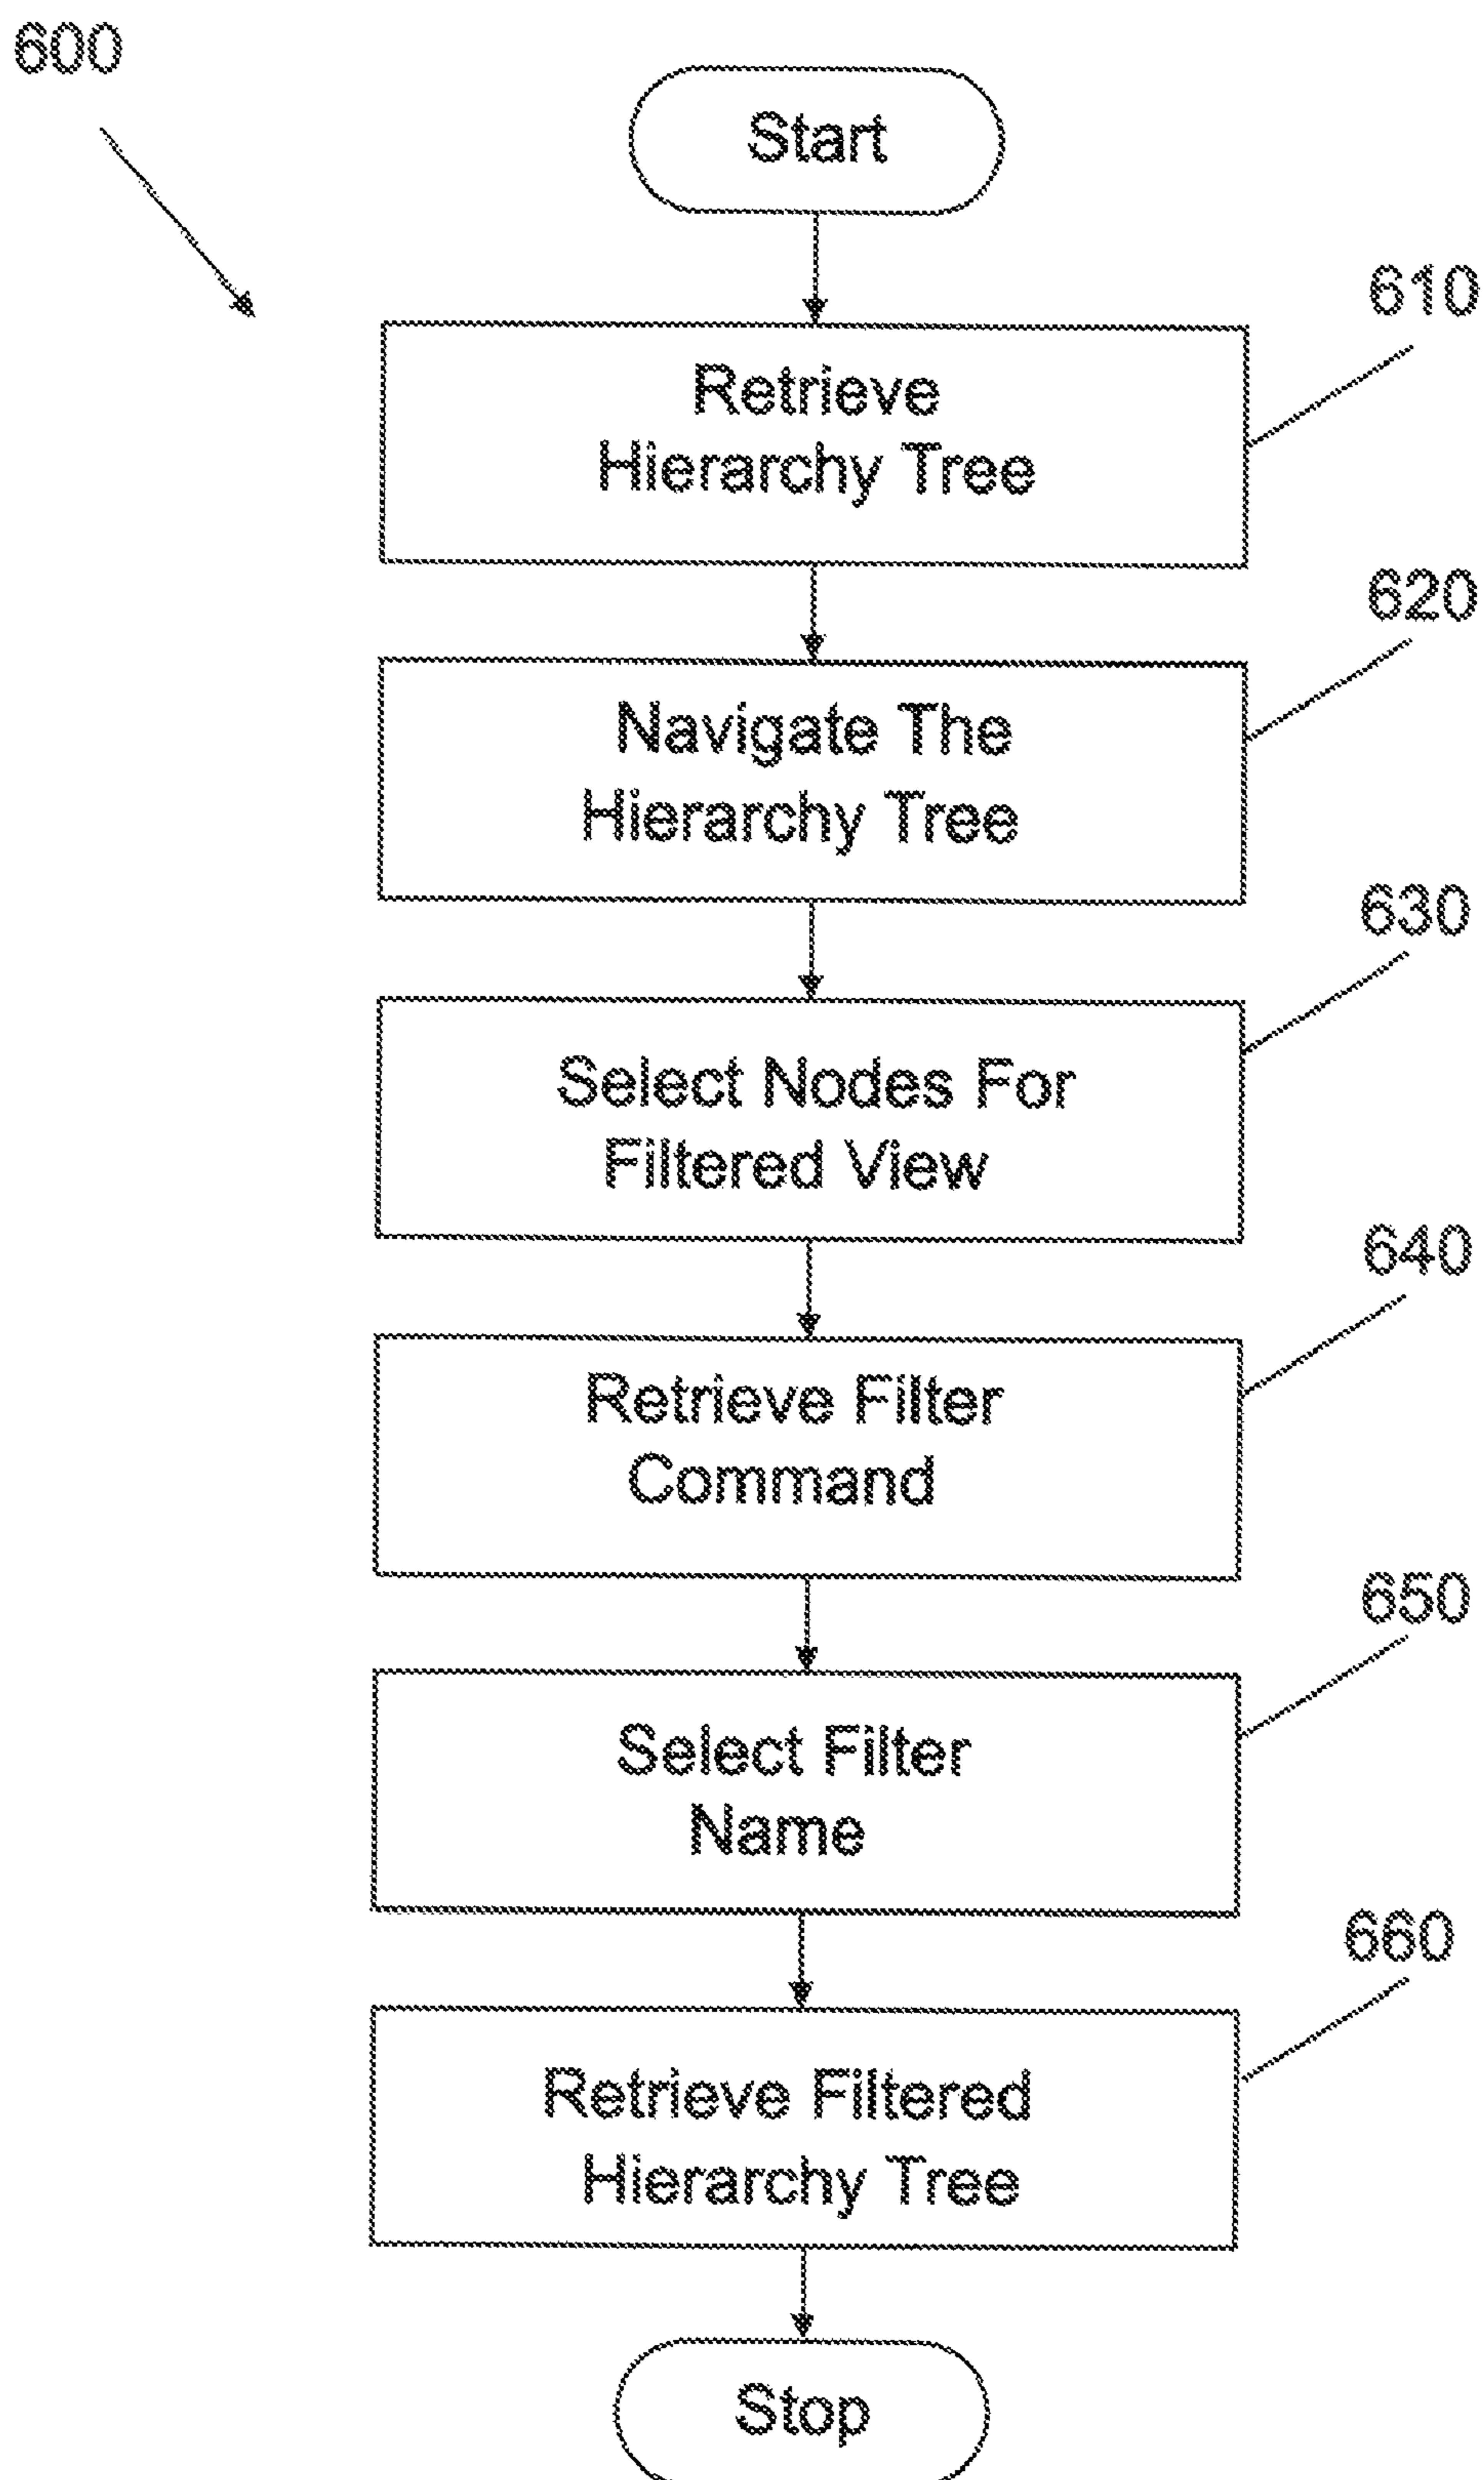 600
Start
610
Retrieve
Hierarchy Tree
620
Navigate The
Hierarchy Tree
630
Select Nodes For
Filtered View
640
Retrieve Filter
Command
650
Select Filter
Name
660
Retrieve Filtered
Hierarchy Tree
Stop